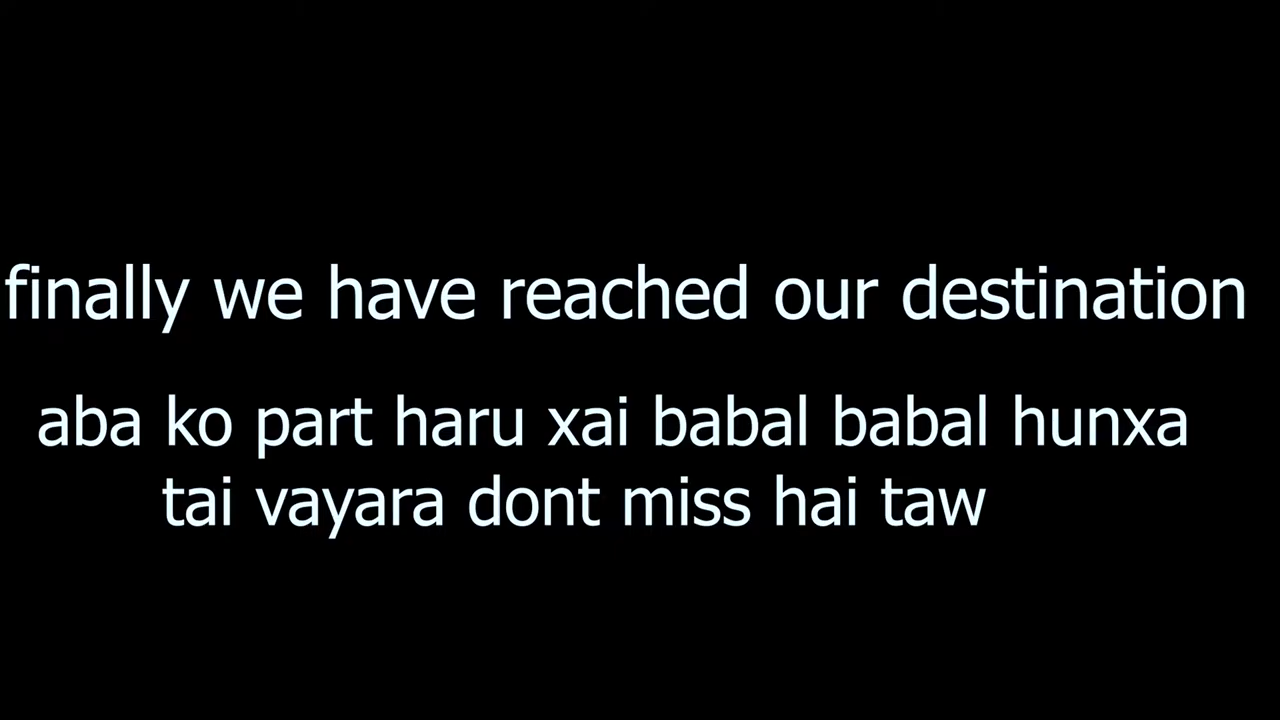 finally we have reached our destination
aba ko part haru xai babal babal hunxa
tai vayara dont miss hai taw